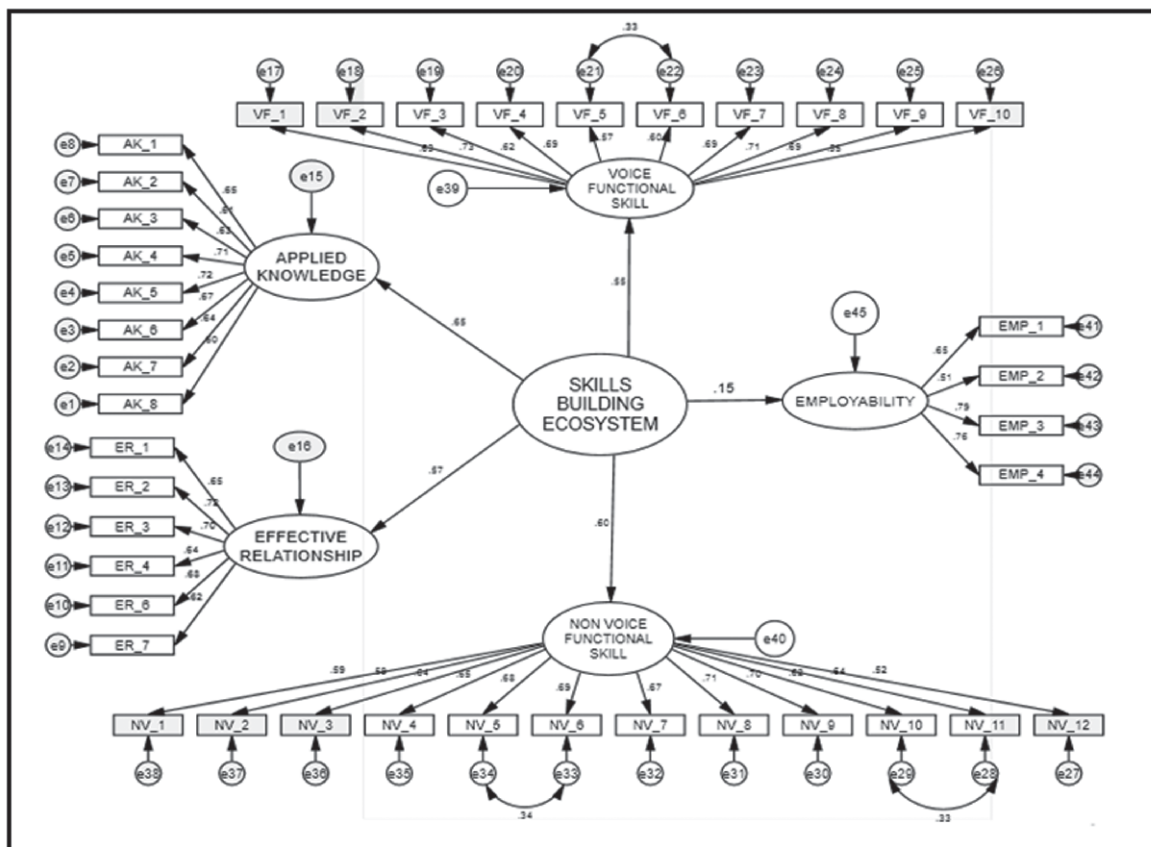 .33
e17 e18 e19 e20 e21 e22 e23 e24 e25 e26
VF_1 VF_2 VF_3 VF_4 VF_5 VF_6 VF_7 VF_8 VF_9 VF_10
.73 .62 .69 .57 .60 .69 .71 .69
e39
VOICE
FUNCTIONAL
SKILL
e8 AK_1
e7 AK_2
e6 AK_3
e5 AK_4
e4 AK_5
e3 AK_6
e2 AK_7
e1 AK_8
.65
.63
.71
.72
.67
.64
.60
e15
APPLIED
KNOWLEDGE
.65
.55
SKILLS
BUILDING
ECOSYSTEM
.15
e45
EMPLOYABILITY
.65
.51
.79
.76
EMP_1 e41
EMP_2 e42
EMP_3 e43
EMP_4 e44
e14 ER_1
e13 ER_2
e12 ER_3
e11 ER_4
e10 ER_6
e9 ER_7
.65
.70
.64
.68
.62
e16
EFFECTIVE
RELATIONSHIP
.57
.60
NON VOICE
FUNCTIONAL
SKILL
e40
.59 .64 .65 .68 .69 .67 .71 .70 .64 .52
NV_1 NV_2 NV_3 NV_4 NV_5 NV_6 NV_7 NV_8 NV_9 NV_10 NV_11 NV_12
e38 e37 e36 e35 e34 e33 e32 e31 e30 e29 e28 e27
.34 .33